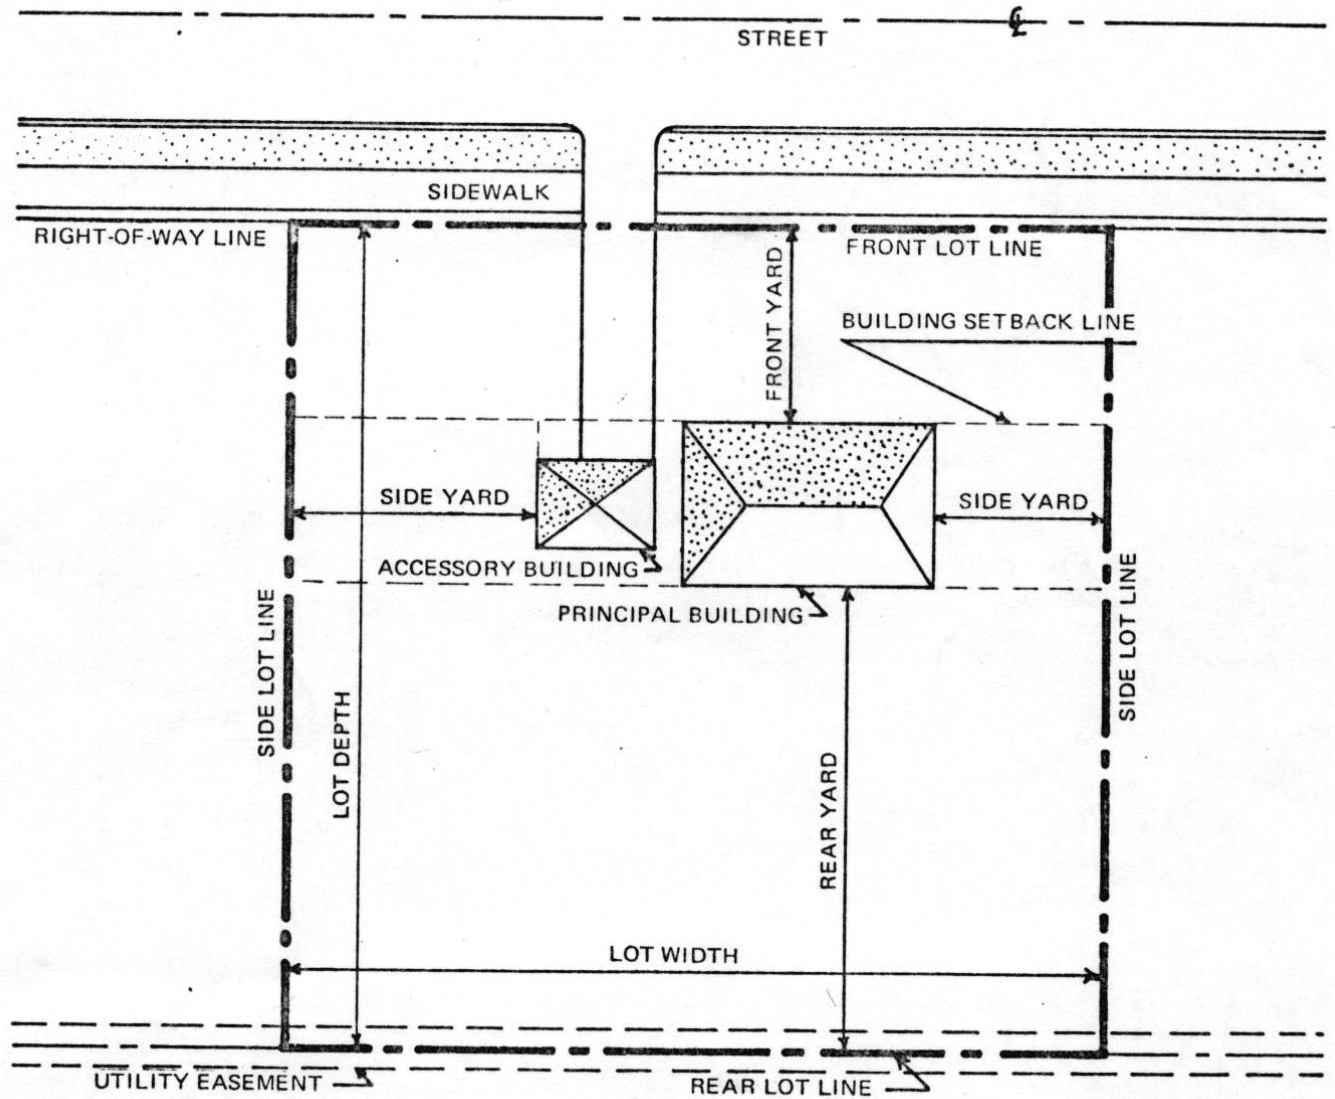 STREET
SIDEWALK
RIGHT-OF-WAY LINE
FRONT LOT LINE
FRONT YARD
BUILDING SETBACK LINE
SIDE YARD
SIDE YARD
ACCESSORY BUILDING
PRINCIPAL BUILDING
SIDE LOT LINE
LOT DEPTH
REAR YARD
SIDE LOT LINE
LOT WIDTH
UTILITY EASEMENT
REAR LOT LINE